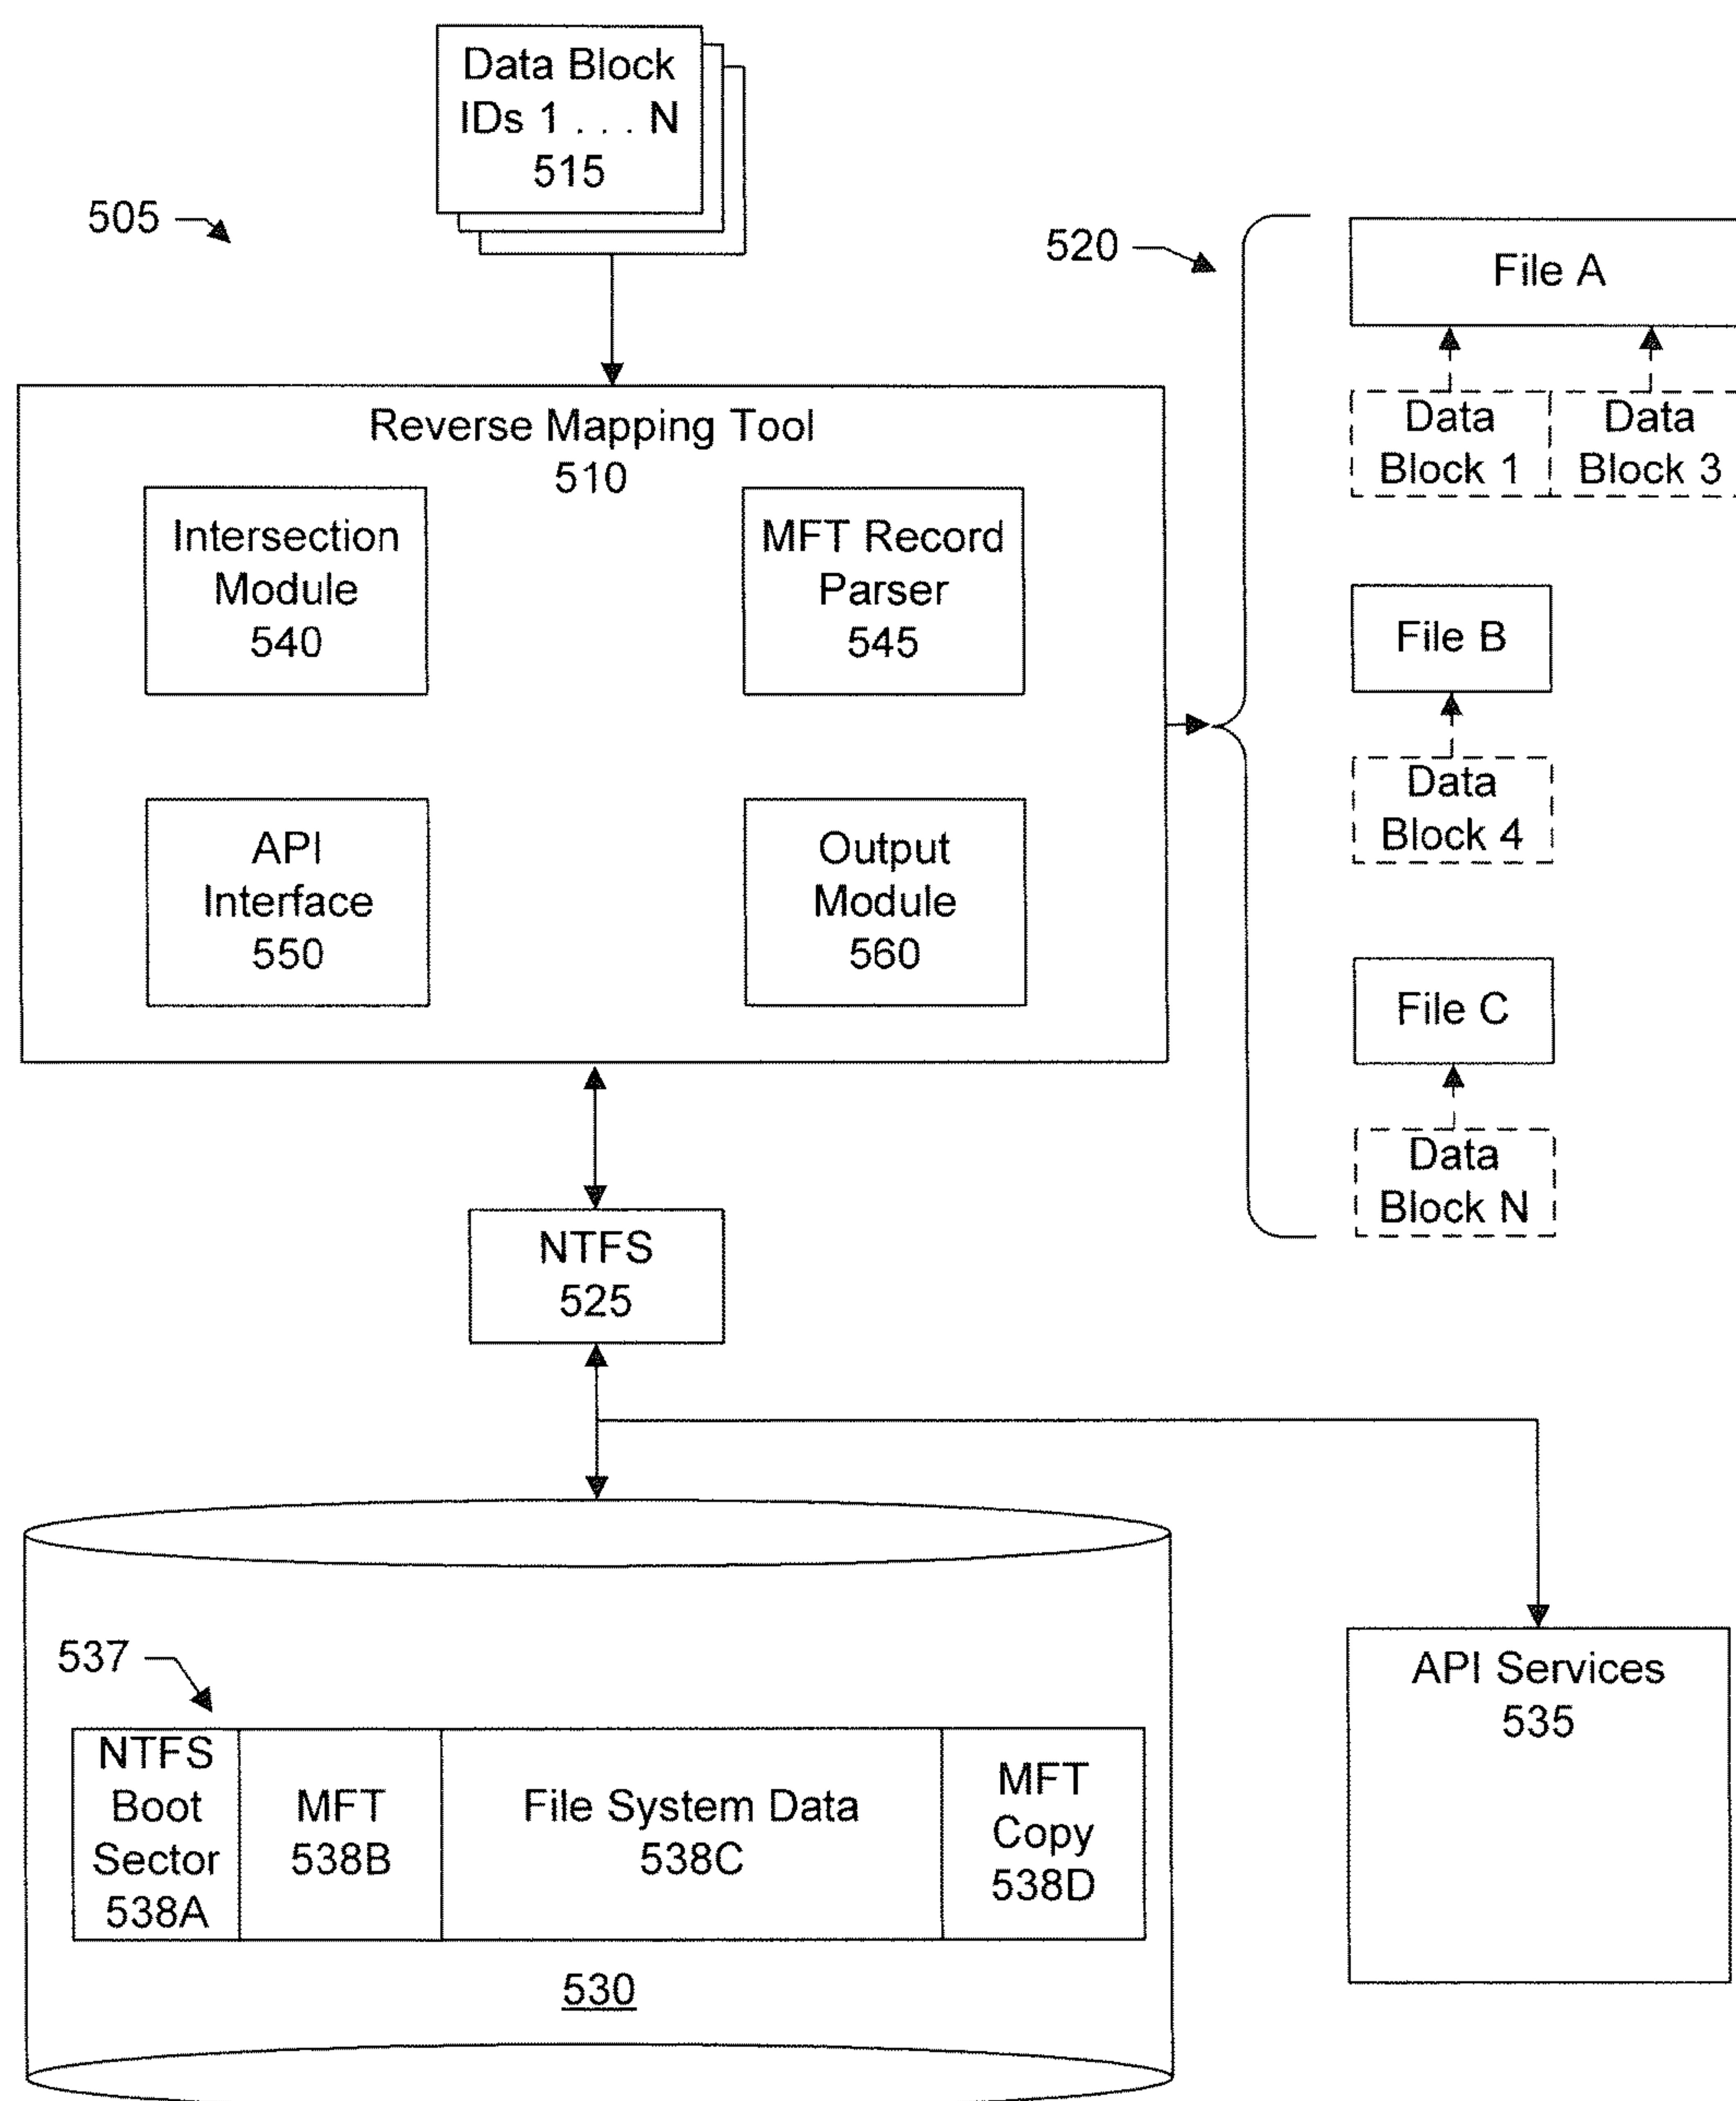 Data Block
IDs 1 . . . N
515
505
520
File A
Data
Block 1
Data
Block 3
Reverse Mapping Tool
510
Intersection
Module
540
MFT Record
Parser
545
File B
Data
Block 4
API
Interface
550
Output
Module
560
File C
Data
Block N
NTFS
525
537
NTFS
Boot
Sector
538A
MFT
538B
File System Data
538C
MFT
Copy
538D
530
API Services
535